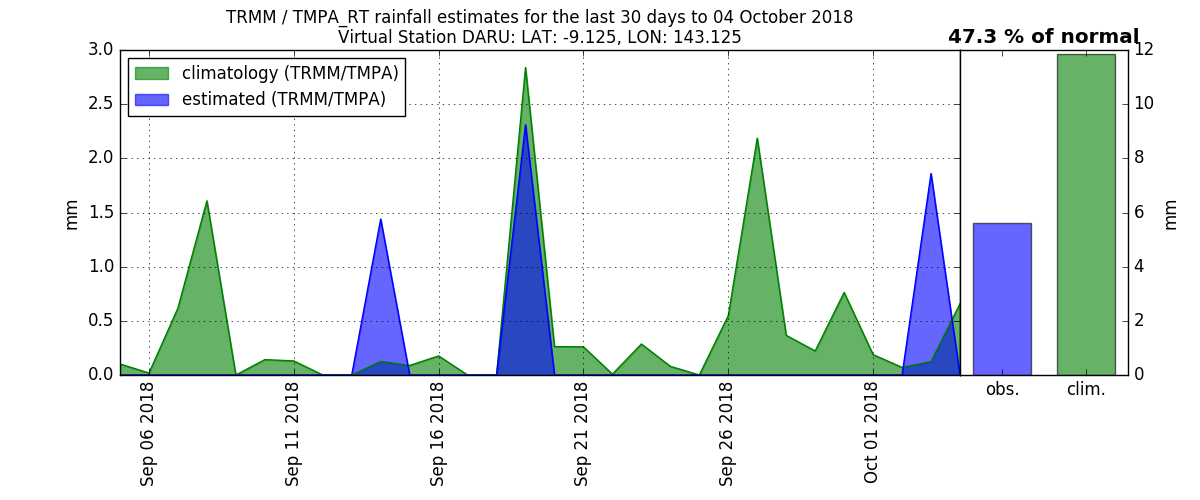 TRMM / TMPA_RT rainfall estimates for the last 30 days to 04 October 2018
Virtual Station DARU: LAT: -9.125, LON: 143.125
47.3 % of normal
climatology (TRMM/TMPA)
estimated (TRMM/TMPA)
3.0
2.5
2.0
1.5
1.0
0.5
0.0
mm
Sep 06 2018
Sep 11 2018
Sep 16 2018
Sep 21 2018
Sep 26 2018
Oct 01 2018
obs.
clim.
12
10
8
6
4
2
0
mm